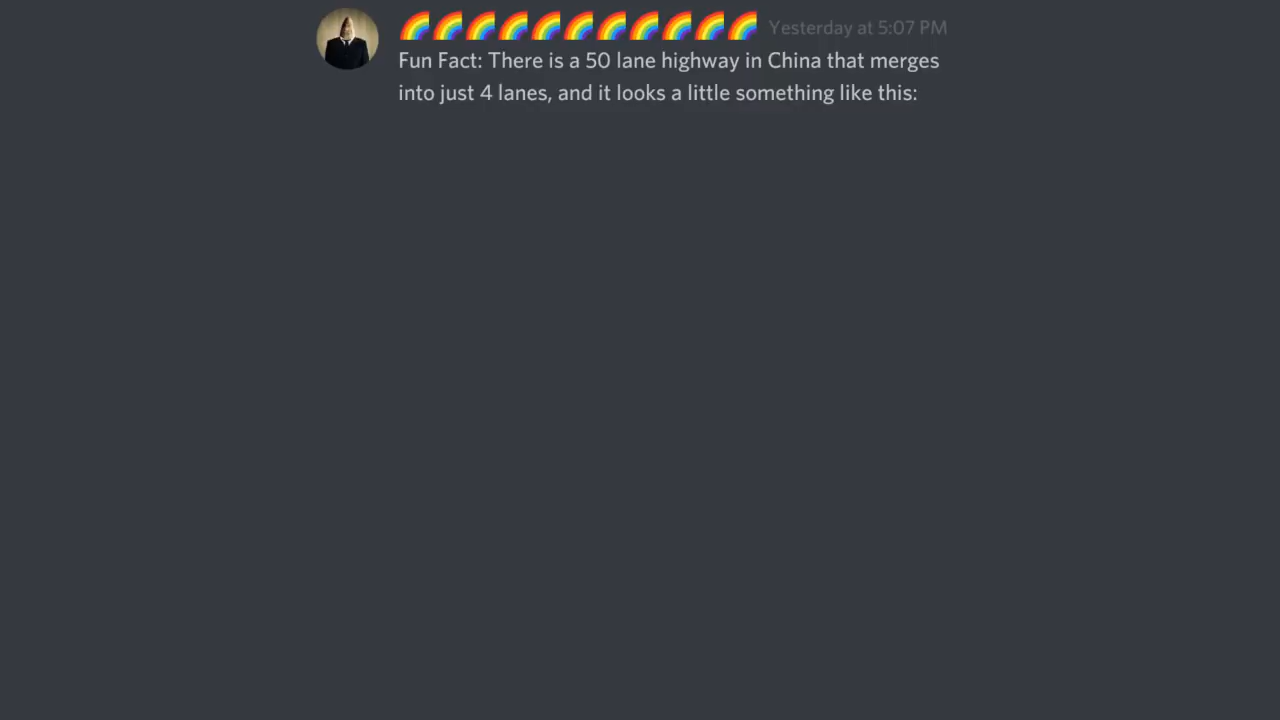 🌈🌈🌈🌈🌈🌈🌈🌈🌈🌈🌈 Yesterday at 5:07 PM
Fun Fact: There is a 50 lane highway in China that merges
into just 4 lanes, and it looks a little something like this: